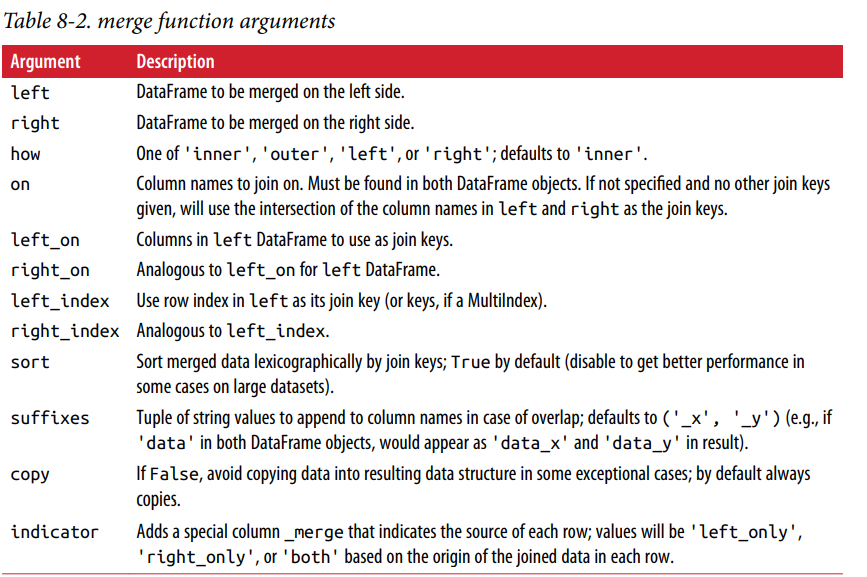 Table 8-2. merge function arguments
Argument Description
left DataFrame to be merged on the left side.
right DataFrame to be merged on the right side.
how One of 'inner', 'outer', 'left', or 'right'; defaults to 'inner'.
on Column names to join on. Must be found in both DataFrame objects. If not specified and no other join keys
given, will use the intersection of the column names in left and right as the join keys.
left_on Columns in left DataFrame to use as join keys.
right_on Analogous to left_on for left DataFrame.
left_index Use row index in left as its join key (or keys, if a MultiIndex).
right_index Analogous to left_index.
sort Sort merged data lexicographically by join keys; True by default (disable to get better performance in
some cases on large datasets).
suffixes Tuple of string values to append to column names in case of overlap; defaults to ('_x', '_y') (e.g., if
'data' in both DataFrame objects, would appear as 'data_x' and 'data_y' in result).
copy If False, avoid copying data into resulting data structure in some exceptional cases; by default always
copies.
indicator Adds a special column _merge that indicates the source of each row; values will be 'left_only',
'right_only', or 'both' based on the origin of the joined data in each row.